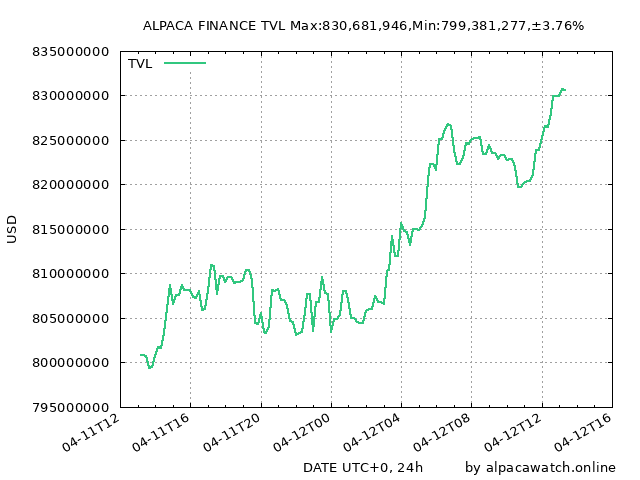 ALPACA FINANCE TVL Max:830,681,946,Min:799,381,277,±3.76%
835000000
TVL
830000000
825000000
820000000
815000000
USD
810000000
805000000
800000000
795000000
04-11T12
04-11T16
04-11T20
04-12T00
04-12T04
04-12T08
04-12T12
04-12T16
DATE UTC+0, 24h
by alpacawatch.online